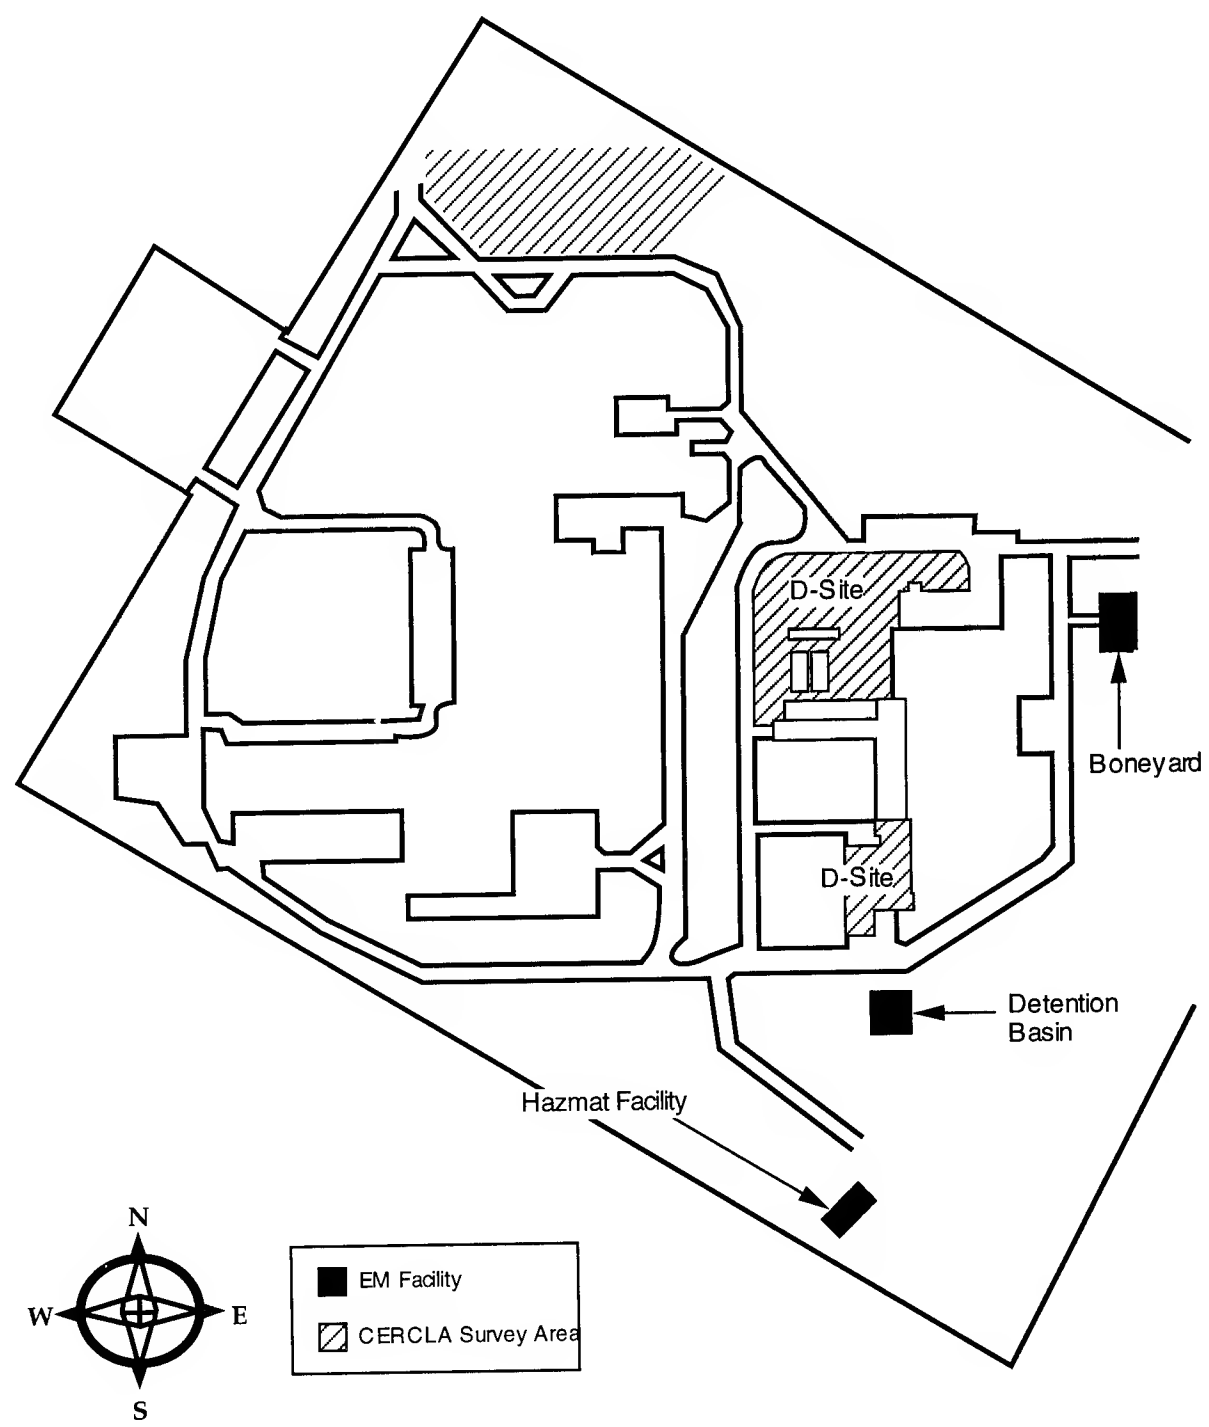 D-Site
Boneyard
D-Site
Detention
Basin
Hazmat Facility
N
W
E
S
EM Facility
CERCLA Survey Area